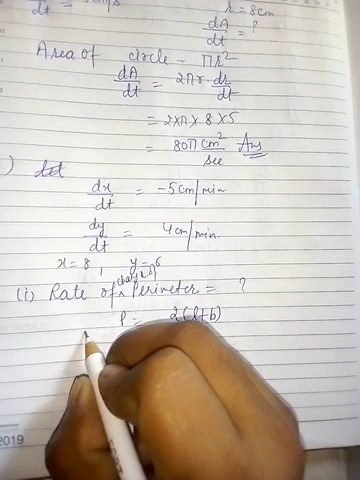 r = 8cm
dA/dt = ?
Area of circle - πr²
dA/dt = 2πr. dr/dt
= 2×π×8×5
= 80π cm²/sec Ans
)
dx/dt = -5cm/min
dy/dt = 4cm/min.
x = 8, y = 6
(i) Rate of change of Perimeter = ?
P = 2(l+b)
2019